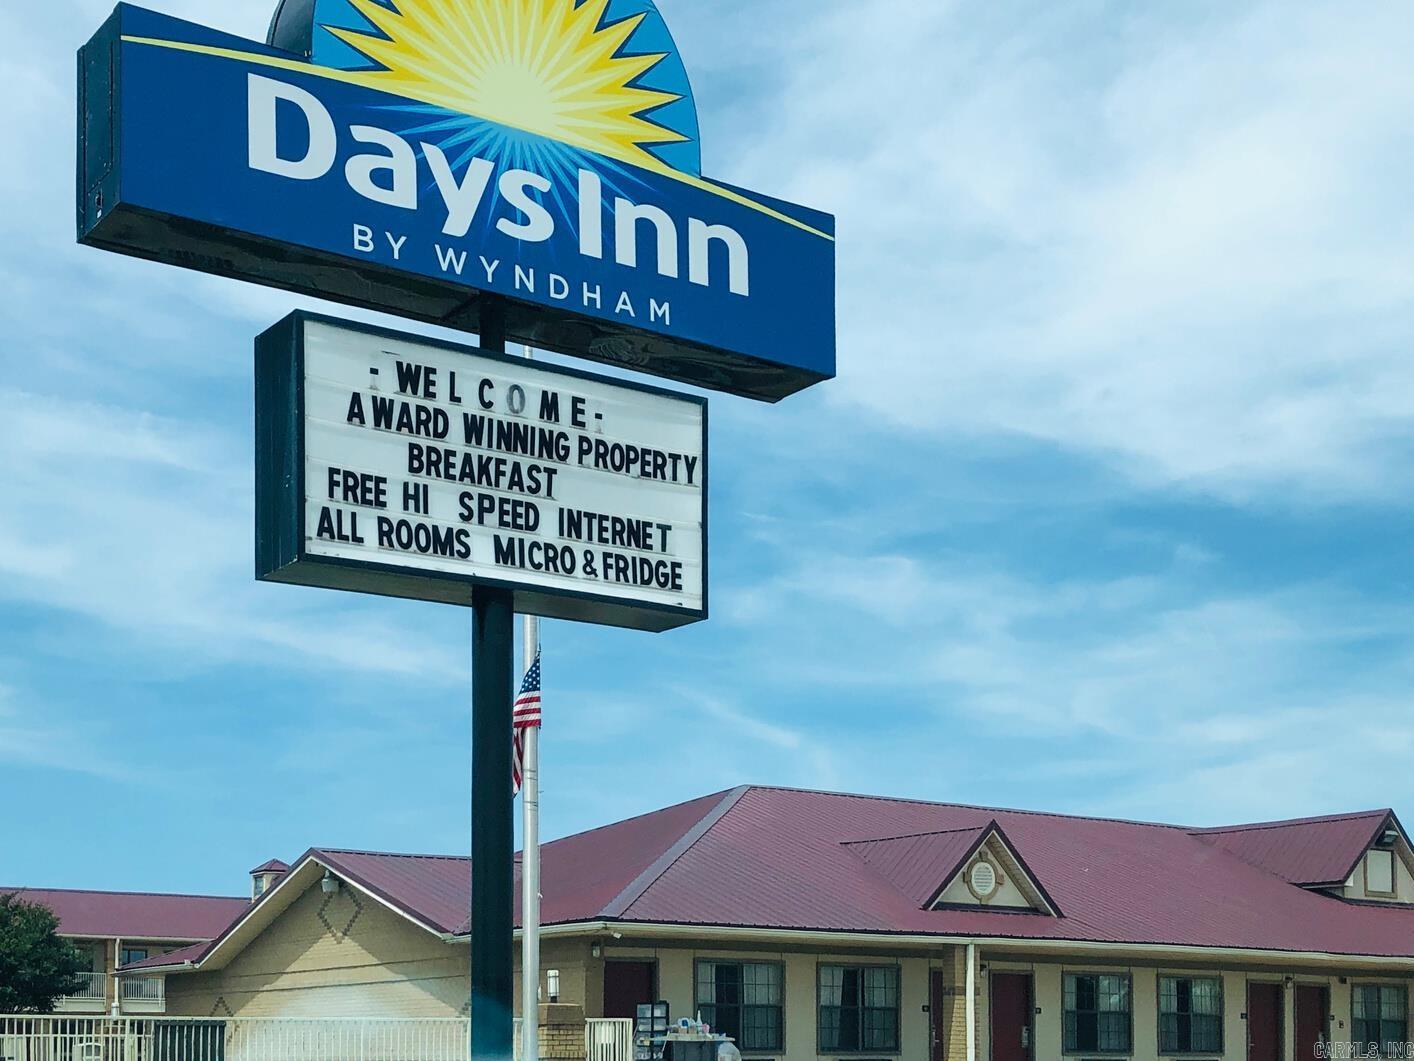 Days Inn
BY WYNDHAM
- WELCOME-
AWARD WINNING PROPERTY
BREAKFAST
FREE HI SPEED INTERNET
ALL ROOMS MICRO & FRIDGE
CARMLS, INC